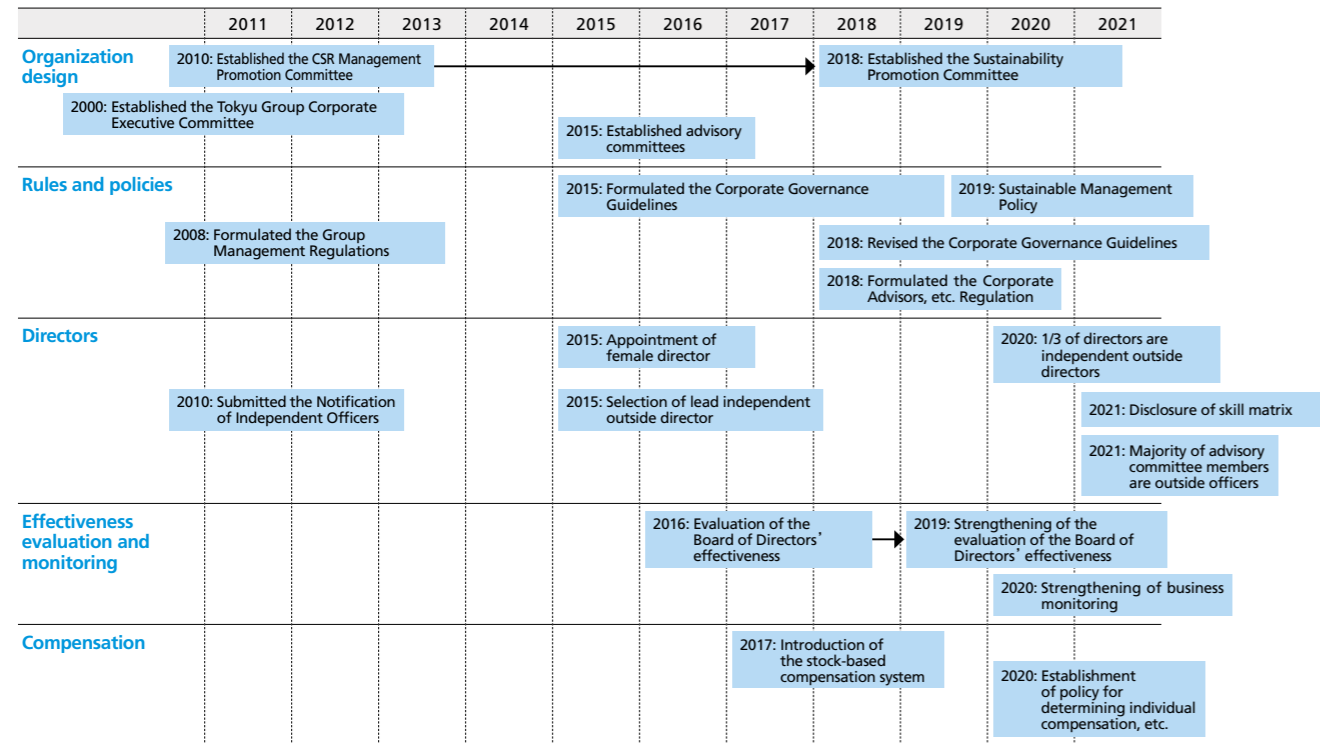 2011 2012 2013 2014 2015 2016 2017 2018 2019 2020 2021
Organization
design
2010: Established the CSR Management
Promotion Committee
2018: Established the Sustainability
Promotion Committee
2000: Established the Tokyu Group Corporate
Executive Committee
2015: Established advisory
committees
Rules and policies
2015: Formulated the Corporate Governance
Guidelines
2019: Sustainable Management
Policy
2008: Formulated the Group
Management Regulations
2018: Revised the Corporate Governance Guidelines
2018: Formulated the Corporate
Advisors, etc. Regulation
Directors
2015: Appointment of
female director
2020: 1/3 of directors are
independent outside
directors
2010: Submitted the Notification
of Independent Officers
2015: Selection of lead independent
outside director
2021: Disclosure of skill matrix
2021: Majority of advisory
committee members
are outside officers
Effectiveness
evaluation and
monitoring
2016: Evaluation of the
Board of Directors’
effectiveness
2019: Strengthening of the
evaluation of the Board of
Directors’ effectiveness
2020: Strengthening of business
monitoring
Compensation
2017: Introduction of
the stock-based
compensation system
2020: Establishment
of policy for
determining individual
compensation, etc.